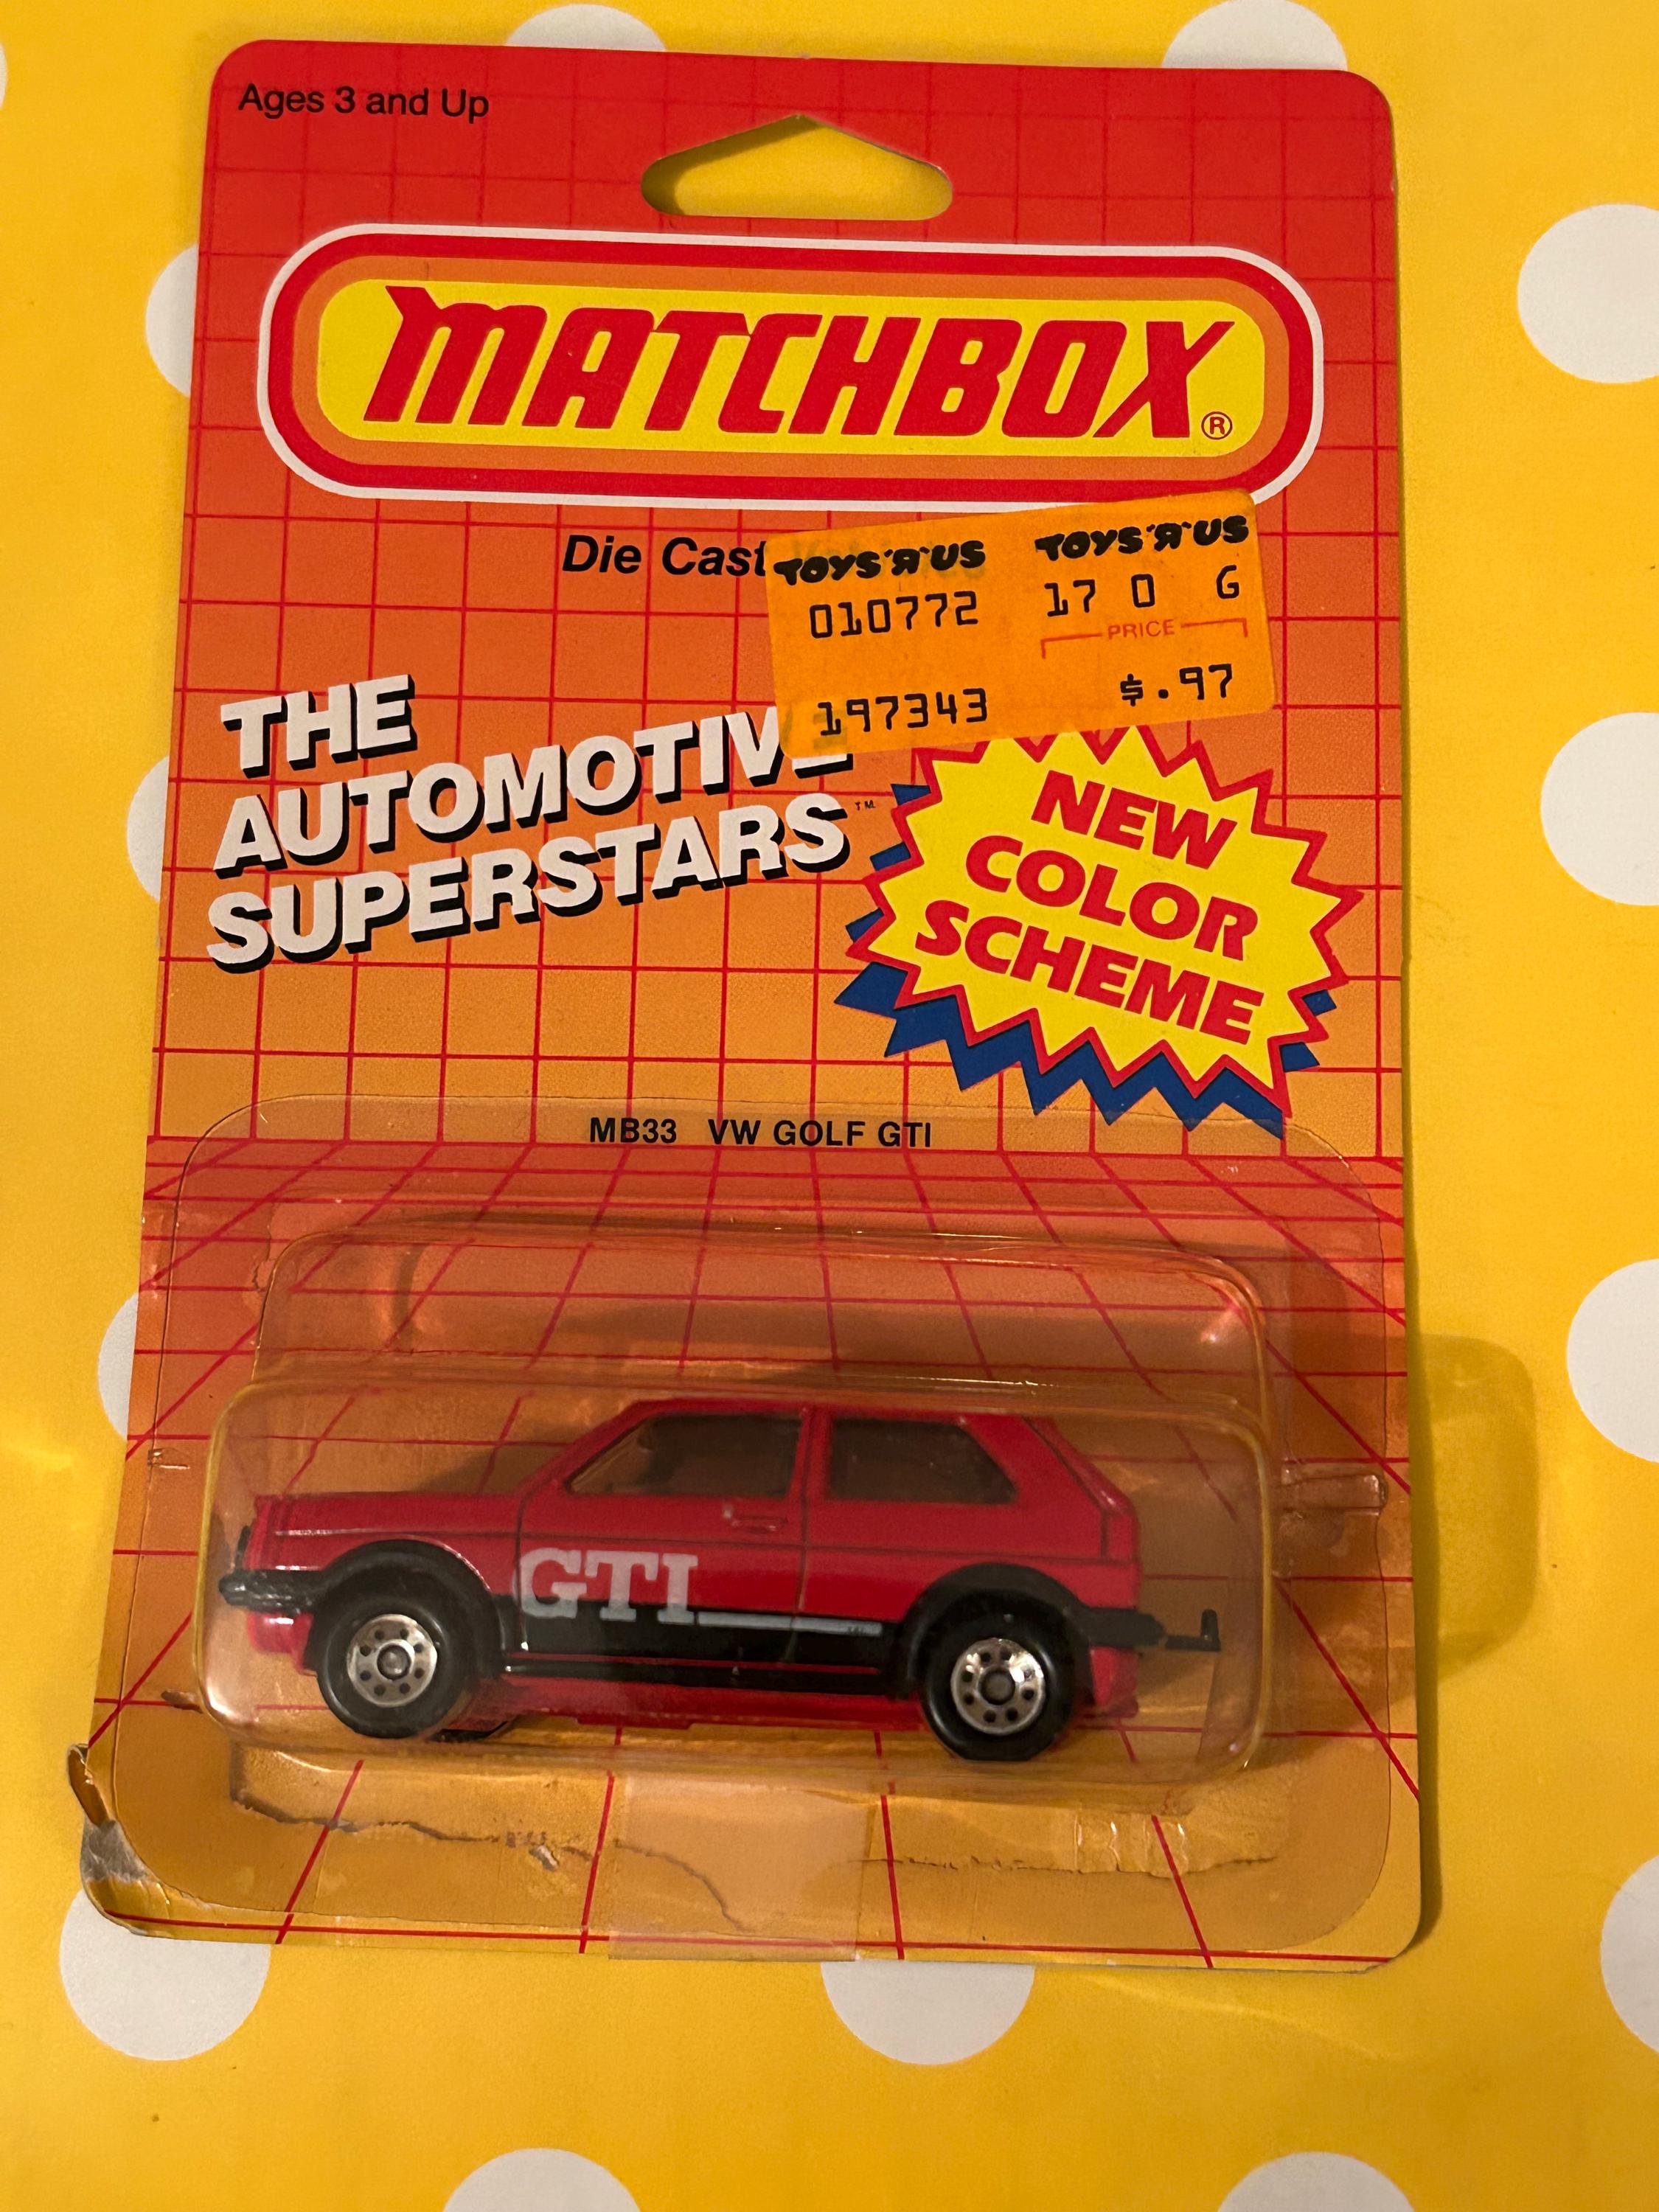 Ages 3 and Up
MATCHBOX®
Die Cast
TOYS"R"US TOYS"R"US
010772 17 0 G
PRICE
197343 $.97
THE
AUTOMOTIVE
SUPERSTARS™
NEW
COLOR
SCHEME
MB33 VW GOLF GTI
GTI